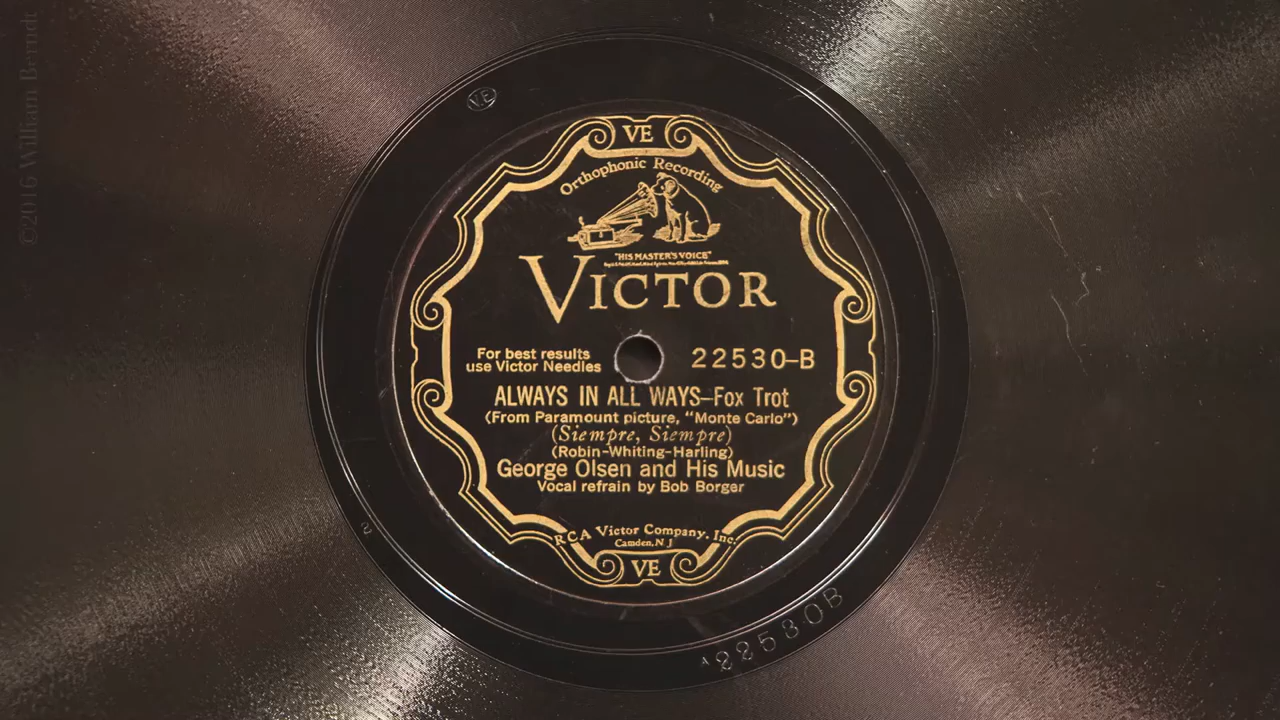 ©2016 William Berndt
VE
VE
Orthophonic Recording
"HIS MASTER'S VOICE"
VICTOR
For best results
use Victor Needles
22530-B
ALWAYS IN ALL WAYS—Fox Trot
(From Paramount picture, "Monte Carlo")
(Siempre, Siempre)
(Robin-Whiting-Harling)
George Olsen and His Music
Vocal refrain by Bob Borger
RCA Victor Company, Inc.
Camden, N J
VE
2
A 22530B